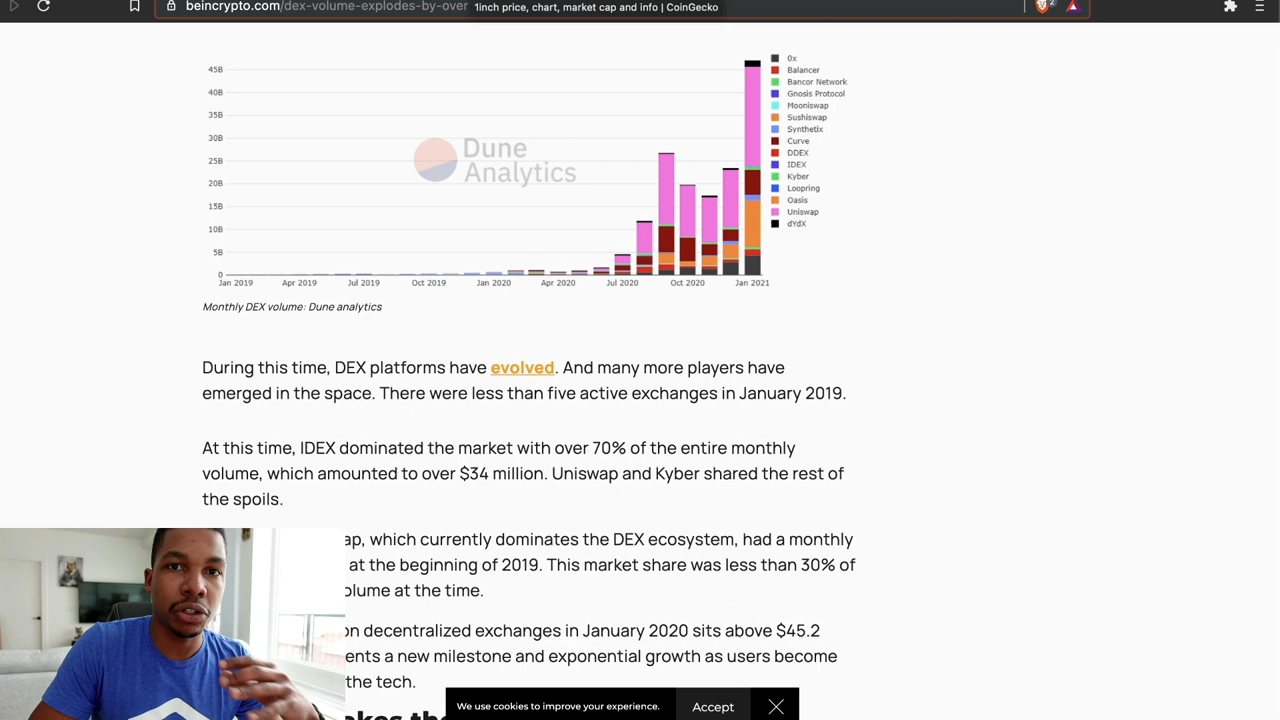 beincrypto.com/dex-volume-explodes-by-over
1inch price, chart, market cap and info | CoinGecko
2
45B
40B
35B
30B
25B
20B
15B
10B
5B
0
Jan 2019
Apr 2019
Jul 2019
Oct 2019
Jan 2020
Apr 2020
Jul 2020
Oct 2020
Jan 2021
Dune
Analytics
0x
Balancer
Bancor Network
Gnosis Protocol
Mooniswap
Sushiswap
Synthetix
Curve
DDEX
IDEX
Kyber
Loopring
Oasis
Uniswap
dYdX
Monthly DEX volume: Dune analytics
During this time, DEX platforms have evolved. And many more players have
emerged in the space. There were less than five active exchanges in January 2019.
At this time, IDEX dominated the market with over 70% of the entire monthly
volume, which amounted to over $34 million. Uniswap and Kyber shared the rest of
the spoils.
ap, which currently dominates the DEX ecosystem, had a monthly
at the beginning of 2019. This market share was less than 30% of
olume at the time.
on decentralized exchanges in January 2020 sits above $45.2
ents a new milestone and exponential growth as users become
the tech.
We use cookies to improve your experience.
Accept